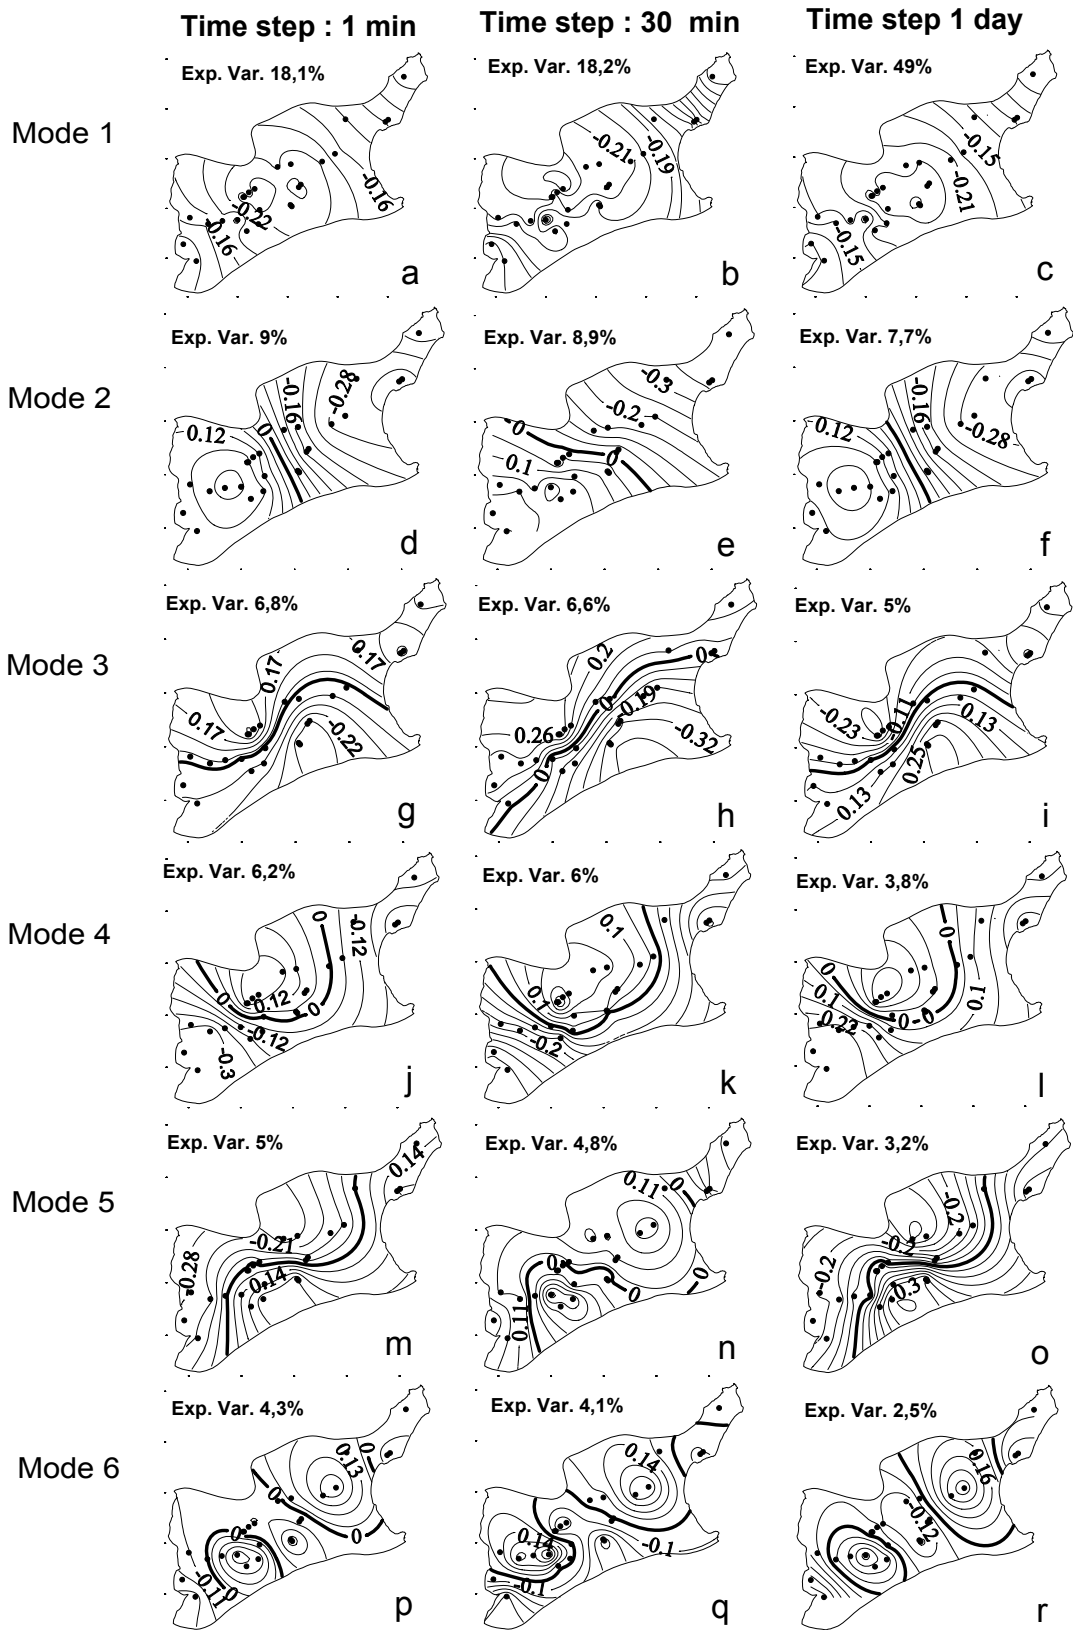 Time step : 1 min
Time step : 30 min
Time step 1 day
Mode 1
Exp. Var. 18,1%
-0.16
-0.22
-0.16
a
Exp. Var. 18,2%
-0.21
-0.19
b
Exp. Var. 49%
-0.15
-0.21
-0.15
c
Mode 2
Exp. Var. 9%
-0.28
-0.16
0.12
0
d
Exp. Var. 8,9%
-0.3
-0.2
0
0
0.1
e
Exp. Var. 7,7%
-0.16
0.12
-0.28
f
Mode 3
Exp. Var. 6,8%
0.17
0.17
0.17
-0.22
g
Exp. Var. 6,6%
0.2
0
0
-0.19
0.26
-0.32
0
h
Exp. Var. 5%
-0.23
-0.11
0.13
0.25
0.13
i
Mode 4
Exp. Var. 6,2%
0
-0.12
0
0.12
0
-0.12
-0.3
j
Exp. Var. 6%
0.1
0.1
-0.2
k
Exp. Var. 3,8%
0
0
0.1
0.1
0.22
0
0
l
Mode 5
Exp. Var. 5%
0.14
-0.21
-0.28
0.14
m
Exp. Var. 4,8%
0.11
0
0
0
0
0.11
n
Exp. Var. 3,2%
-0.2
-0.2
-0.2
0.3
o
Mode 6
Exp. Var. 4,3%
0
0.13
0
0
0
-0.11
0
p
Exp. Var. 4,1%
0.14
0.14
-0.1
-0.1
q
Exp. Var. 2,5%
0.16
-0.12
r